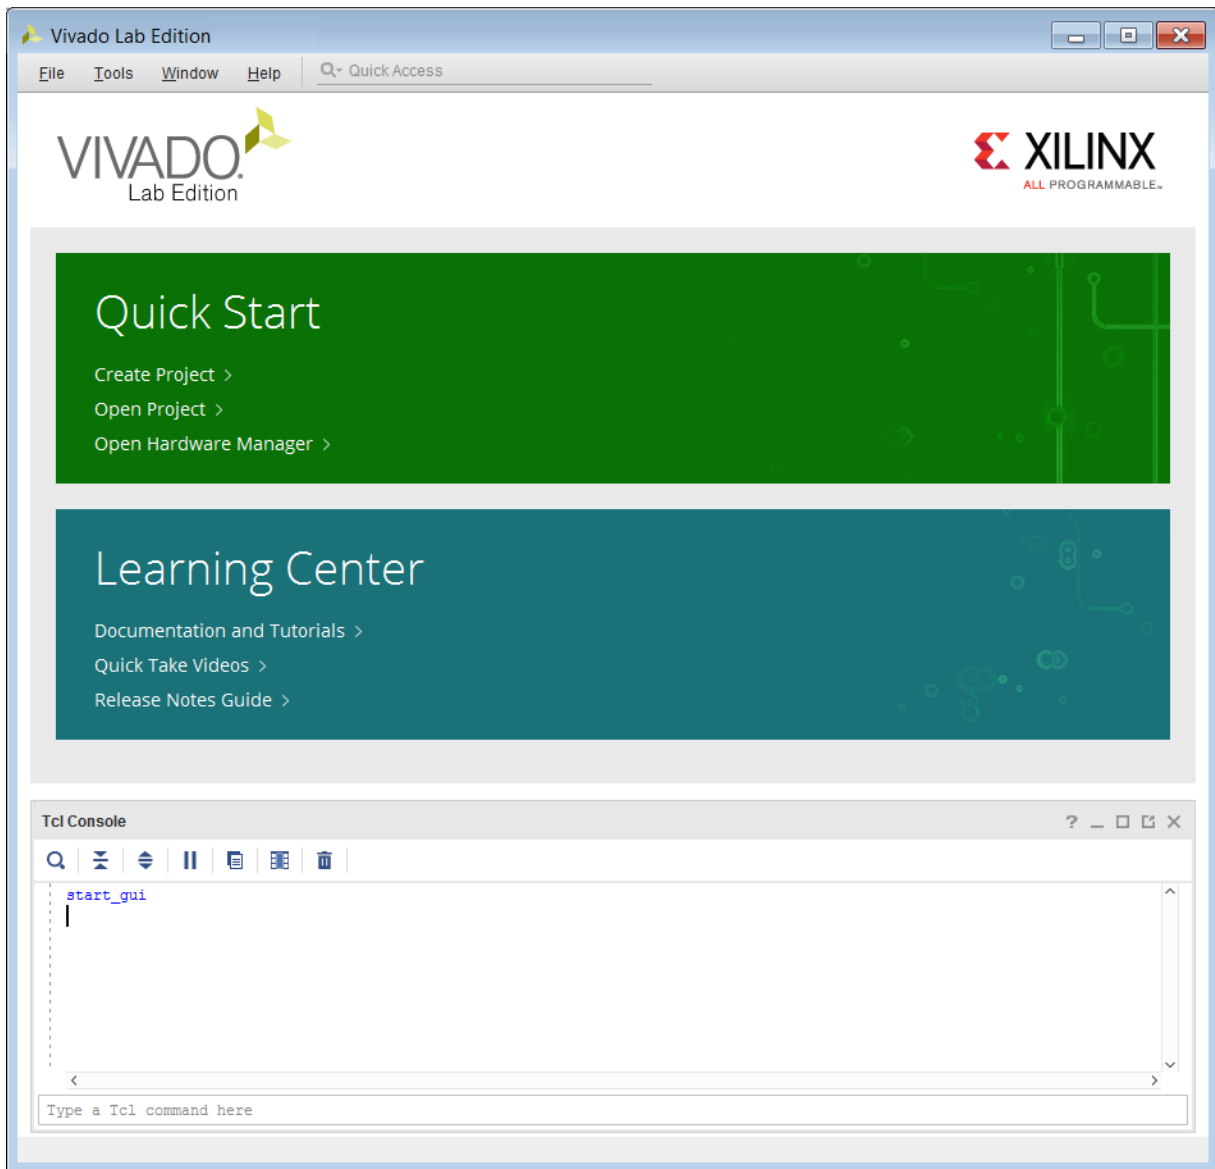 Vivado Lab Edition
File Tools Window Help Quick Access
VIVADO.
Lab Edition
XILINX
ALL PROGRAMMABLE™
Quick Start
Create Project >
Open Project >
Open Hardware Manager >
Learning Center
Documentation and Tutorials >
Quick Take Videos >
Release Notes Guide >
Tcl Console
start_gui
Type a Tcl command here